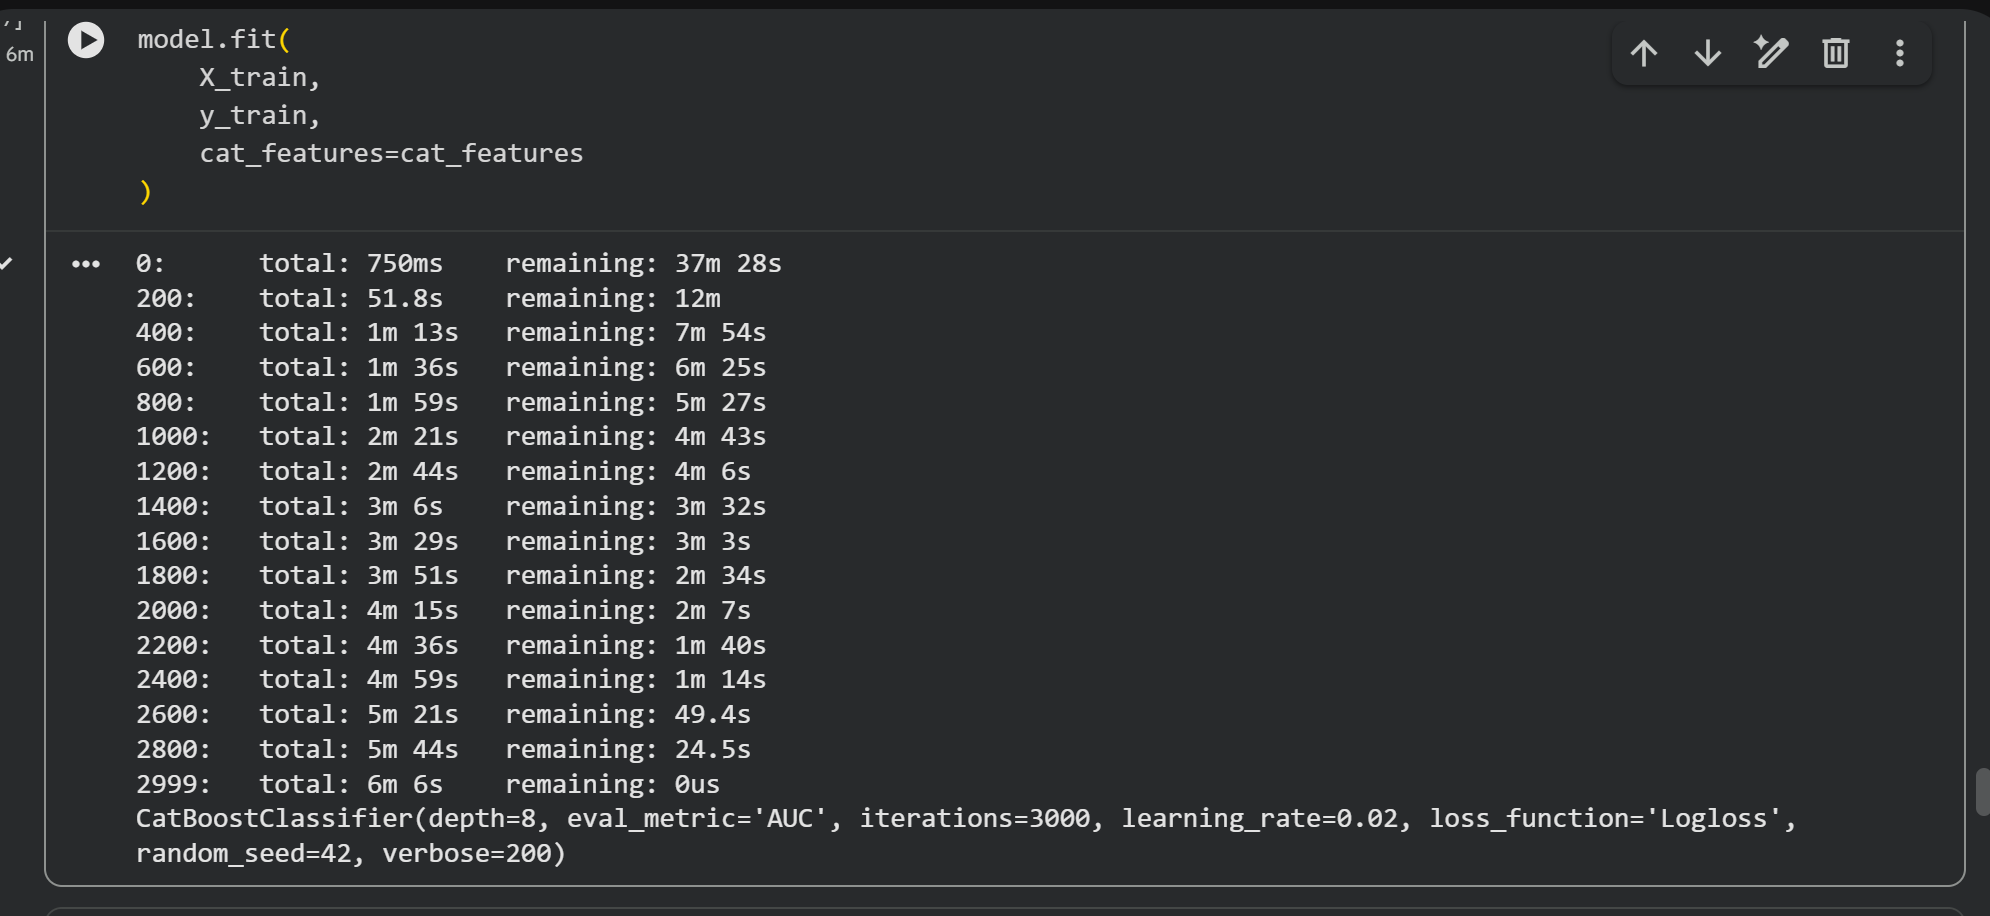 6m
model.fit(
    X_train,
    y_train,
    cat_features=cat_features
)
0:      total: 750ms    remaining: 37m 28s
200:    total: 51.8s    remaining: 12m
400:    total: 1m 13s   remaining: 7m 54s
600:    total: 1m 36s   remaining: 6m 25s
800:    total: 1m 59s   remaining: 5m 27s
1000:   total: 2m 21s   remaining: 4m 43s
1200:   total: 2m 44s   remaining: 4m 6s
1400:   total: 3m 6s    remaining: 3m 32s
1600:   total: 3m 29s   remaining: 3m 3s
1800:   total: 3m 51s   remaining: 2m 34s
2000:   total: 4m 15s   remaining: 2m 7s
2200:   total: 4m 36s   remaining: 1m 40s
2400:   total: 4m 59s   remaining: 1m 14s
2600:   total: 5m 21s   remaining: 49.4s
2800:   total: 5m 44s   remaining: 24.5s
2999:   total: 6m 6s    remaining: 0us
CatBoostClassifier(depth=8, eval_metric='AUC', iterations=3000, learning_rate=0.02, loss_function='Logloss',
random_seed=42, verbose=200)